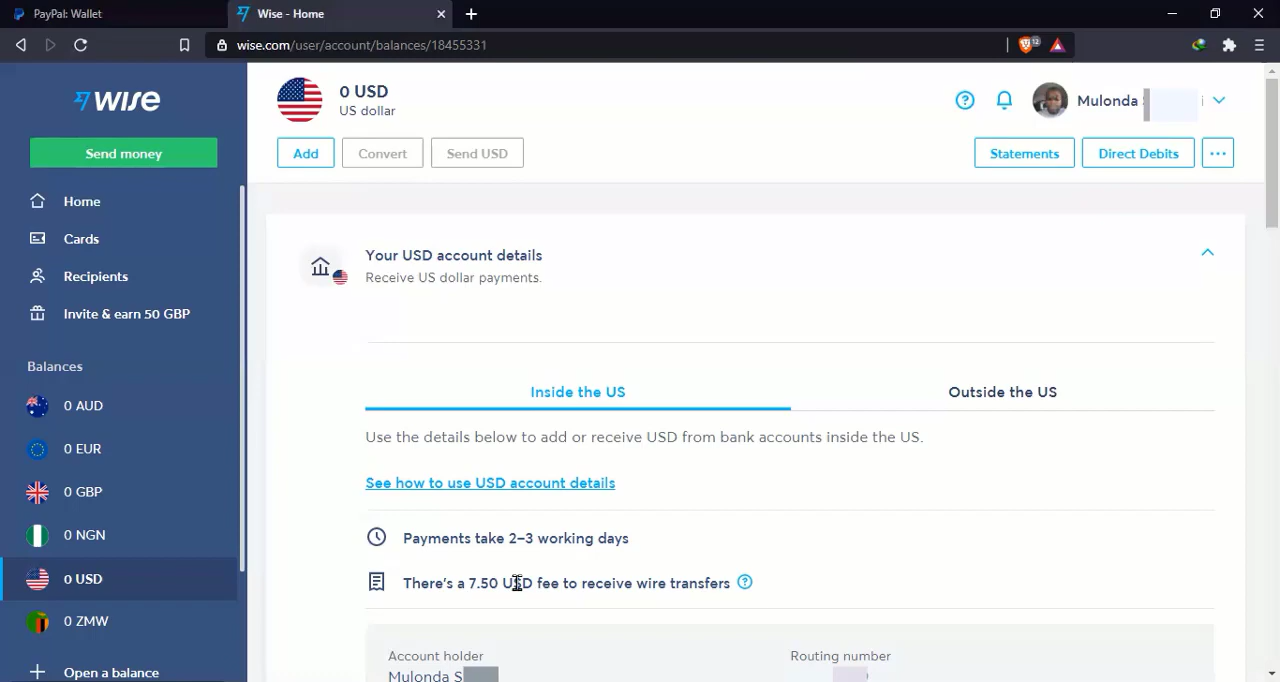 PayPal: Wallet
Wise - Home
wise.com/user/account/balances/18455331
12
WISE
Send money
Home
Cards
Recipients
Invite & earn 50 GBP
Balances
0 AUD
0 EUR
0 GBP
0 NGN
0 USD
0 ZMW
Open a balance
0 USD
US dollar
Mulonda
Add
Convert
Send USD
Statements
Direct Debits
Your USD account details
Receive US dollar payments.
Inside the US
Outside the US
Use the details below to add or receive USD from bank accounts inside the US.
See how to use USD account details
Payments take 2–3 working days
There's a 7.50 USD fee to receive wire transfers
Account holder
Mulonda S
Routing number